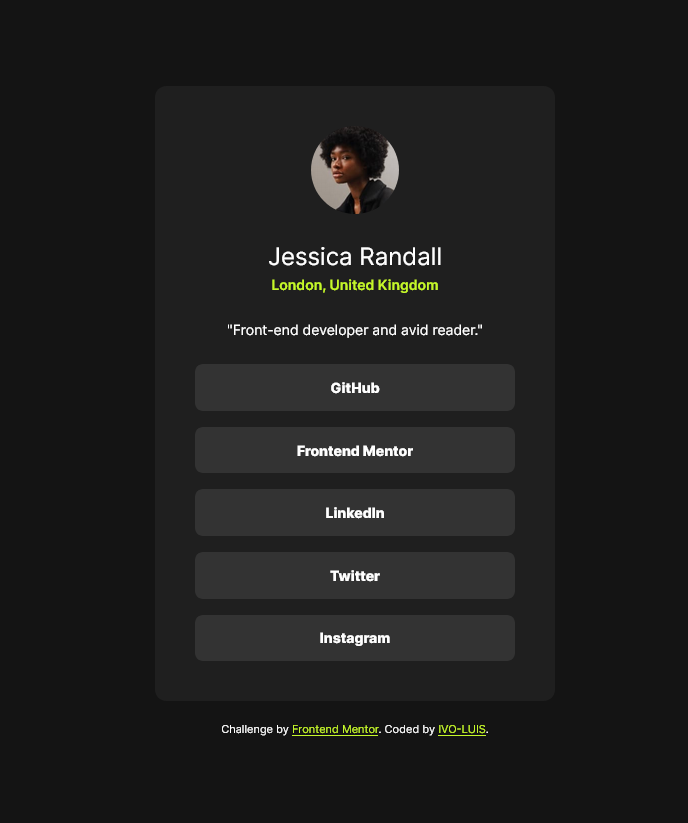 Jessica Randall
London, United Kingdom
"Front-end developer and avid reader."
GitHub
Frontend Mentor
LinkedIn
Twitter
Instagram
Challenge by Frontend Mentor. Coded by IVO-LUIS.